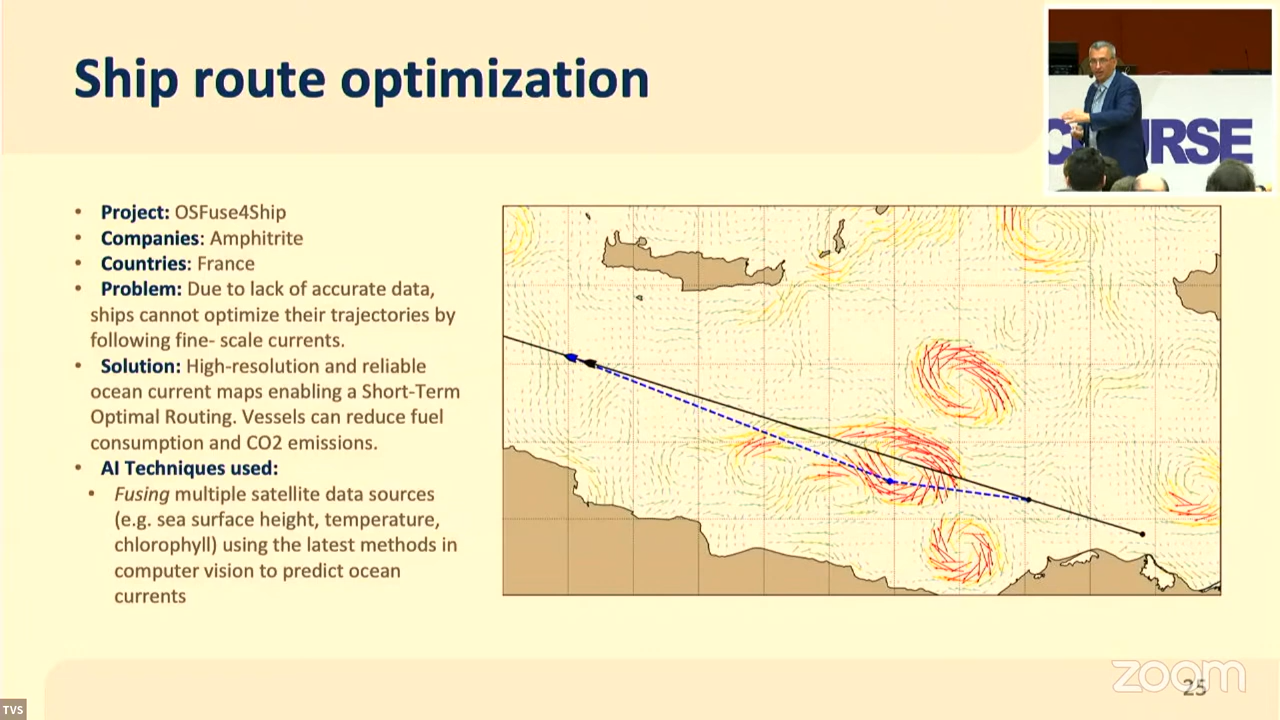 Ship route optimization
C URSE
• Project: OSFuse4Ship
• Companies: Amphitrite
• Countries: France
• Problem: Due to lack of accurate data,
ships cannot optimize their trajectories by
following fine- scale currents.
• Solution: High-resolution and reliable
ocean current maps enabling a Short-Term
Optimal Routing. Vessels can reduce fuel
consumption and CO2 emissions.
• AI Techniques used:
• Fusing multiple satellite data sources
(e.g. sea surface height, temperature,
chlorophyll) using the latest methods in
computer vision to predict ocean
currents
zoom
25
TVS